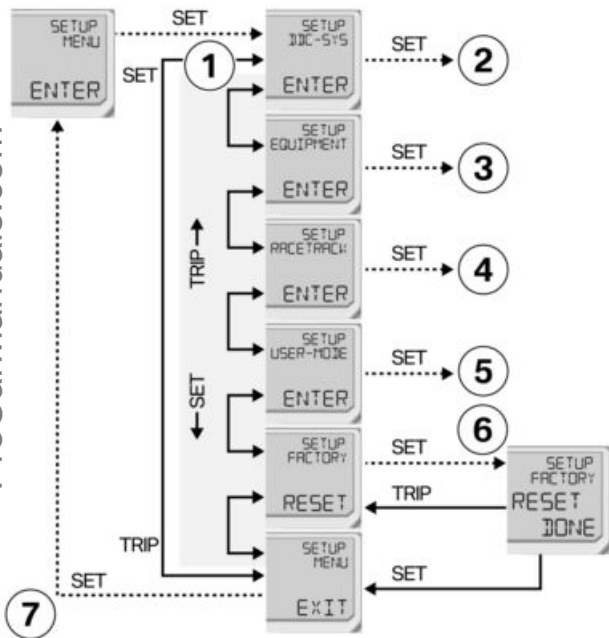 SETUP
MENU
ENTER
SET
SET
1
SETUP
DDC-SYS
ENTER
SET
2
SETUP
EQUIPMENT
ENTER
SET
3
TRIP
SETUP
RACETRACK
ENTER
SET
4
SETUP
USER-MODE
ENTER
SET
5
SET
SETUP
FACTORY
RESET
SET
6
TRIP
SETUP
FACTORY
RESET
DONE
TRIP
SETUP
MENU
EXIT
SET
SET
7